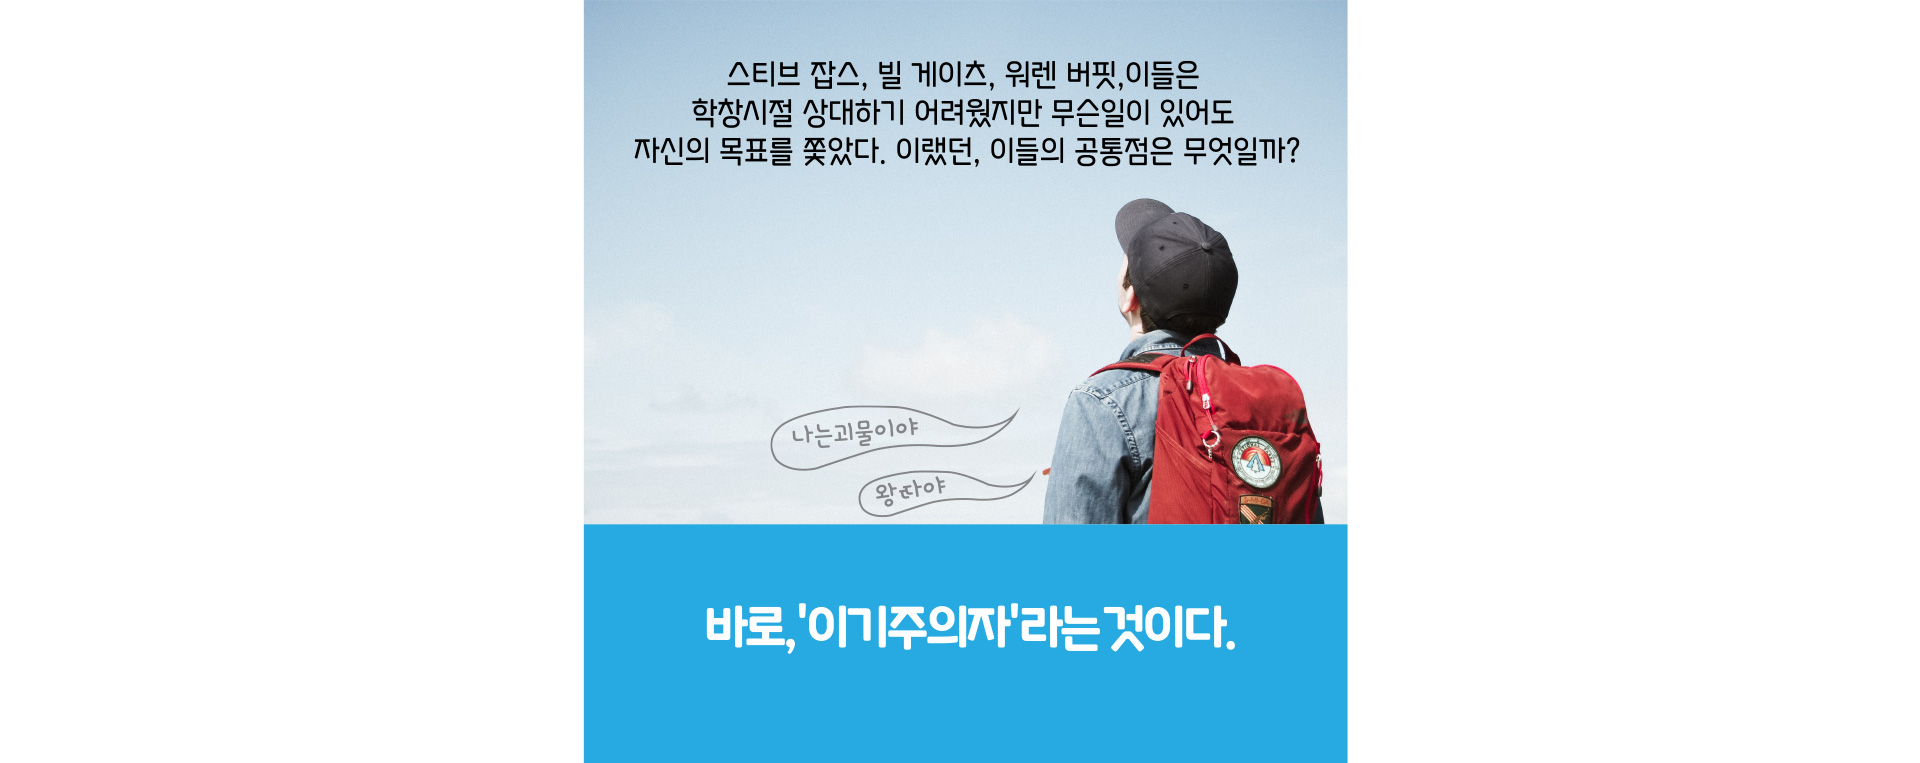 스티브 잡스, 빌 게이츠, 워렌 버핏,이들은
학창시절 상대하기 어려웠지만 무슨일이 있어도
자신의 목표를 쫓았다. 이랬던, 이들의 공통점은 무엇일까?
나는괴물이야
왕따야
바로,'이기주의자'라는 것이다.